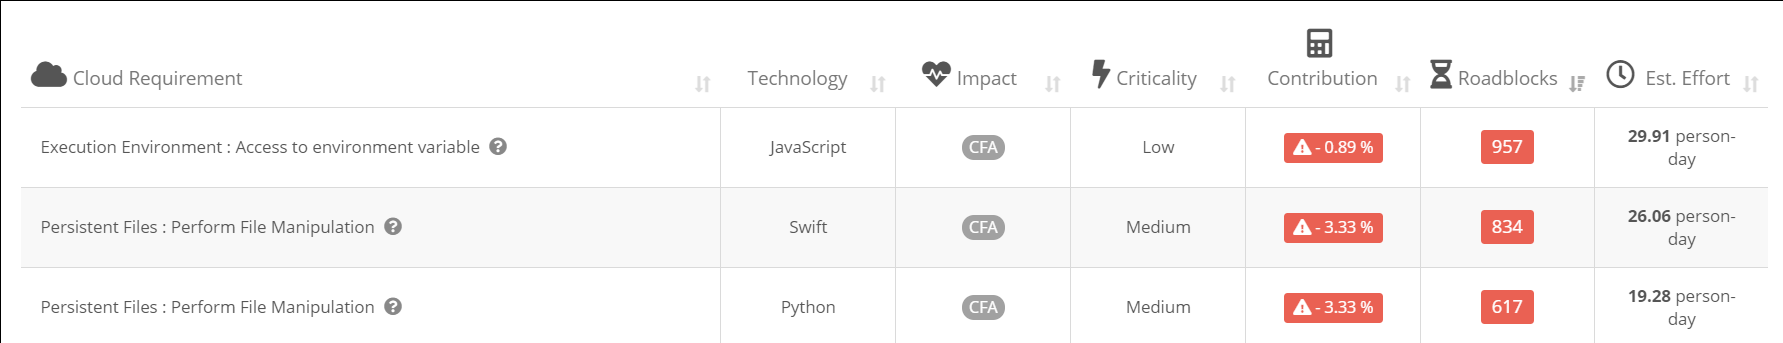 Cloud Requirement Technology Impact Criticality Contribution Roadblocks Est. Effort
Execution Environment : Access to environment variable ? JavaScript CFA Low - 0.89 % 957 29.91 person-
day
Persistent Files : Perform File Manipulation ? Swift CFA Medium - 3.33 % 834 26.06 person-
day
Persistent Files : Perform File Manipulation ? Python CFA Medium - 3.33 % 617 19.28 person-
day